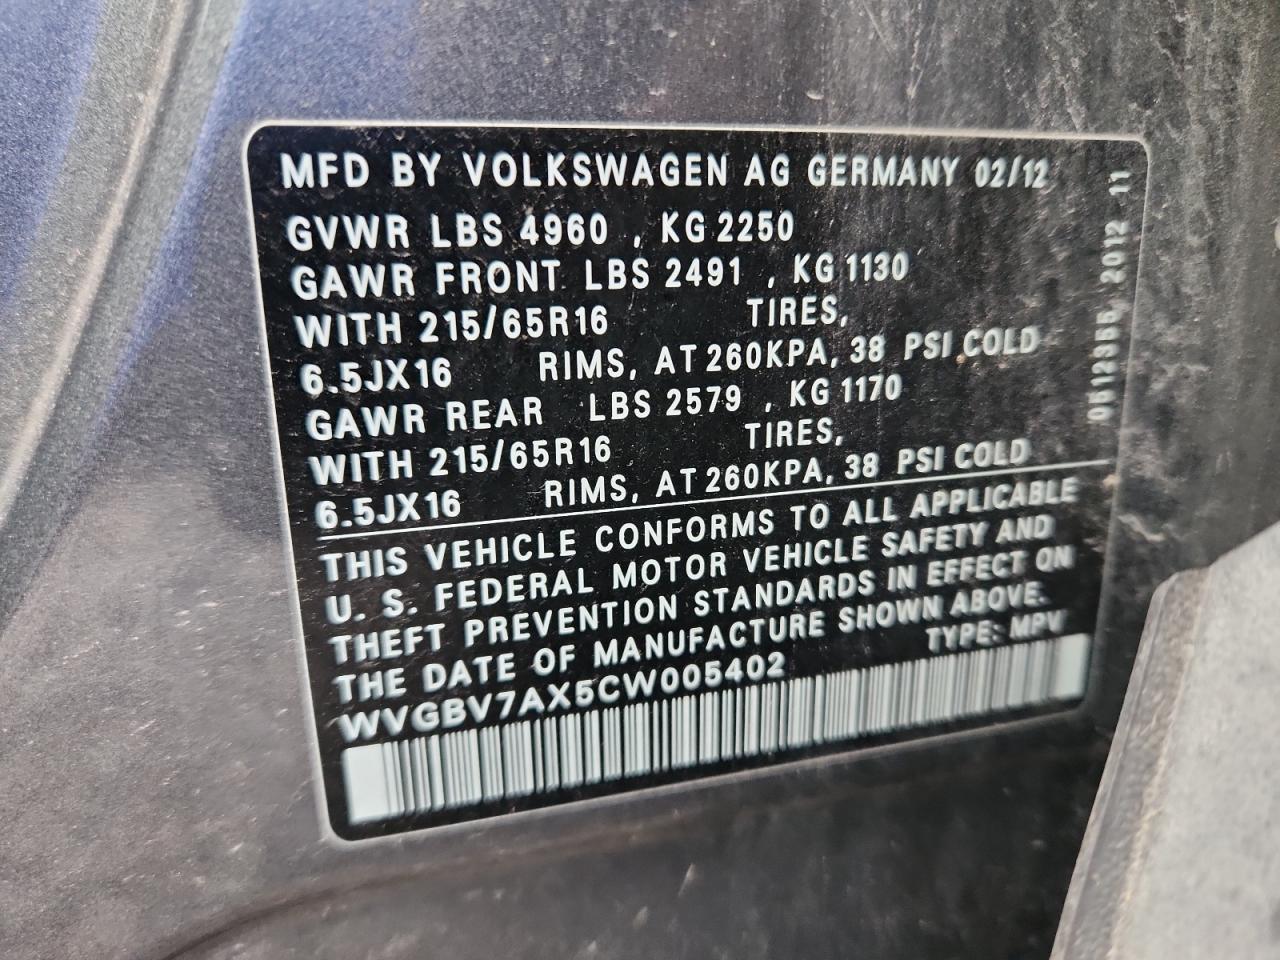 MFD BY VOLKSWAGEN AG GERMANY 02/12
GVWR LBS 4960 , KG 2250
GAWR FRONT LBS 2491 , KG 1130
WITH 215/65R16 TIRES,
6.5JX16 RIMS, AT 260KPA, 38 PSI COLD
GAWR REAR LBS 2579 , KG 1170
WITH 215/65R16 TIRES,
6.5JX16 RIMS, AT 260KPA, 38 PSI COLD
THIS VEHICLE CONFORMS TO ALL APPLICABLE
U. S. FEDERAL MOTOR VEHICLE SAFETY AND
THEFT PREVENTION STANDARDS IN EFFECT ON
THE DATE OF MANUFACTURE SHOWN ABOVE.
WVGBV7AX5CW005402 TYPE: MPV
0512355 2012 11